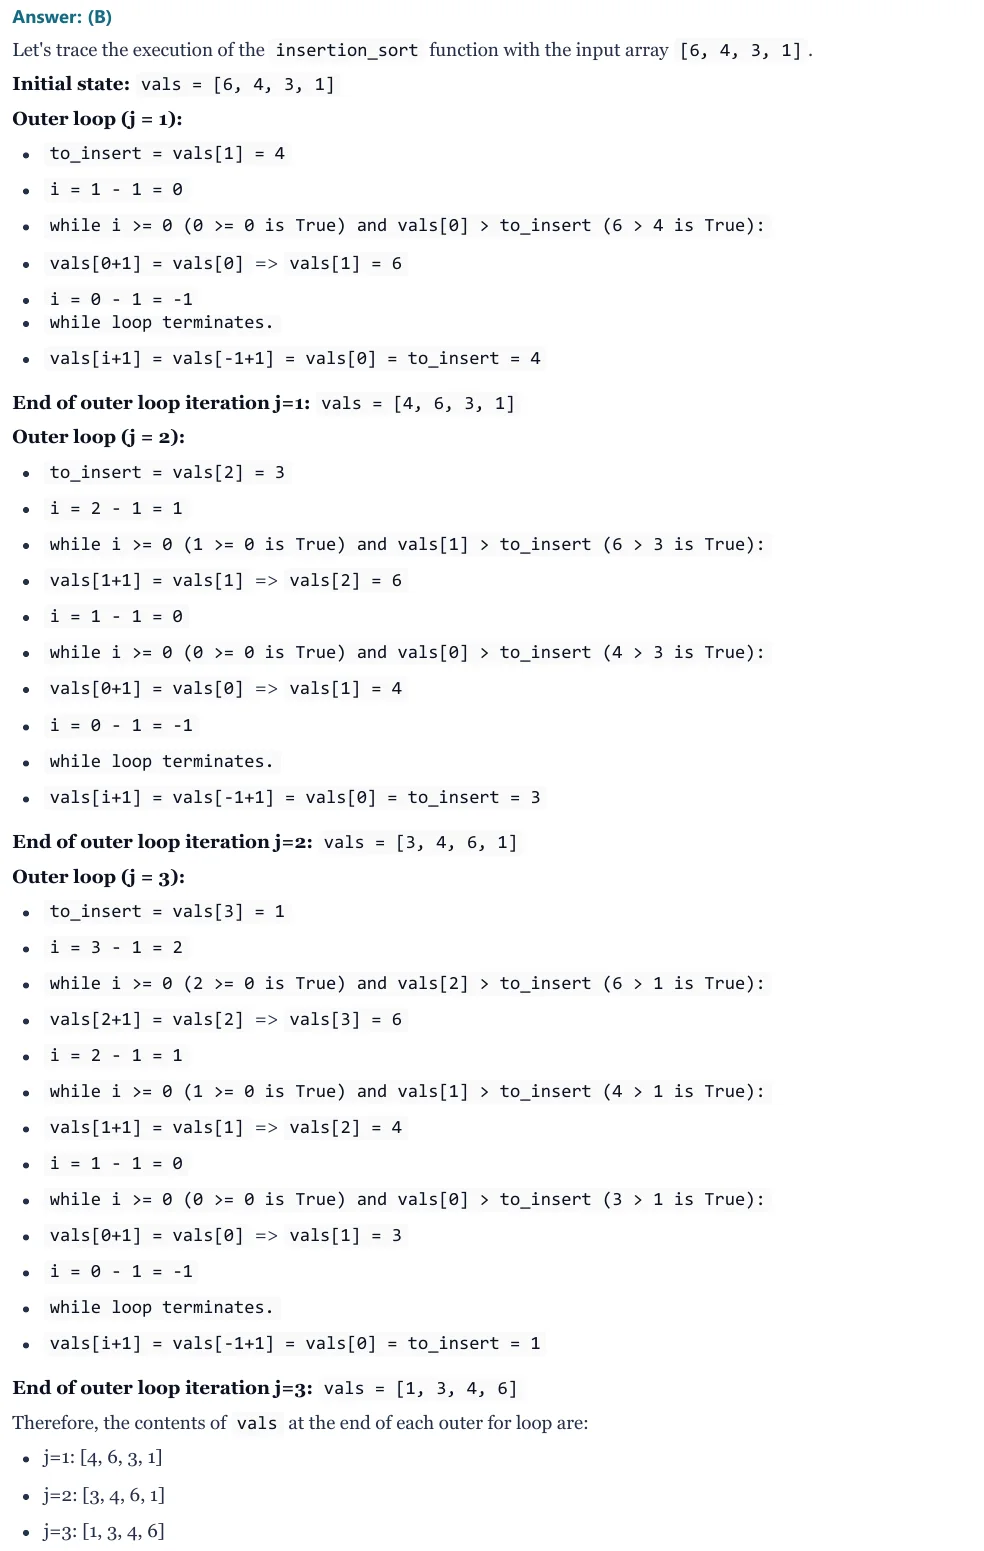 Answer: (B)
Let's trace the execution of the insertion_sort function with the input array [6, 4, 3, 1] .
Initial state: vals = [6, 4, 3, 1]
Outer loop (j = 1):
• to_insert = vals[1] = 4
• i = 1 - 1 = 0
• while i >= 0 (0 >= 0 is True) and vals[0] > to_insert (6 > 4 is True):
• vals[0+1] = vals[0] => vals[1] = 6
• i = 0 - 1 = -1
• while loop terminates.
• vals[i+1] = vals[-1+1] = vals[0] = to_insert = 4
End of outer loop iteration j=1: vals = [4, 6, 3, 1]
Outer loop (j = 2):
• to_insert = vals[2] = 3
• i = 2 - 1 = 1
• while i >= 0 (1 >= 0 is True) and vals[1] > to_insert (6 > 3 is True):
• vals[1+1] = vals[1] => vals[2] = 6
• i = 1 - 1 = 0
• while i >= 0 (0 >= 0 is True) and vals[0] > to_insert (4 > 3 is True):
• vals[0+1] = vals[0] => vals[1] = 4
• i = 0 - 1 = -1
• while loop terminates.
• vals[i+1] = vals[-1+1] = vals[0] = to_insert = 3
End of outer loop iteration j=2: vals = [3, 4, 6, 1]
Outer loop (j = 3):
• to_insert = vals[3] = 1
• i = 3 - 1 = 2
• while i >= 0 (2 >= 0 is True) and vals[2] > to_insert (6 > 1 is True):
• vals[2+1] = vals[2] => vals[3] = 6
• i = 2 - 1 = 1
• while i >= 0 (1 >= 0 is True) and vals[1] > to_insert (4 > 1 is True):
• vals[1+1] = vals[1] => vals[2] = 4
• i = 1 - 1 = 0
• while i >= 0 (0 >= 0 is True) and vals[0] > to_insert (3 > 1 is True):
• vals[0+1] = vals[0] => vals[1] = 3
• i = 0 - 1 = -1
• while loop terminates.
• vals[i+1] = vals[-1+1] = vals[0] = to_insert = 1
End of outer loop iteration j=3: vals = [1, 3, 4, 6]
Therefore, the contents of vals at the end of each outer for loop are:
• j=1: [4, 6, 3, 1]
• j=2: [3, 4, 6, 1]
• j=3: [1, 3, 4, 6]